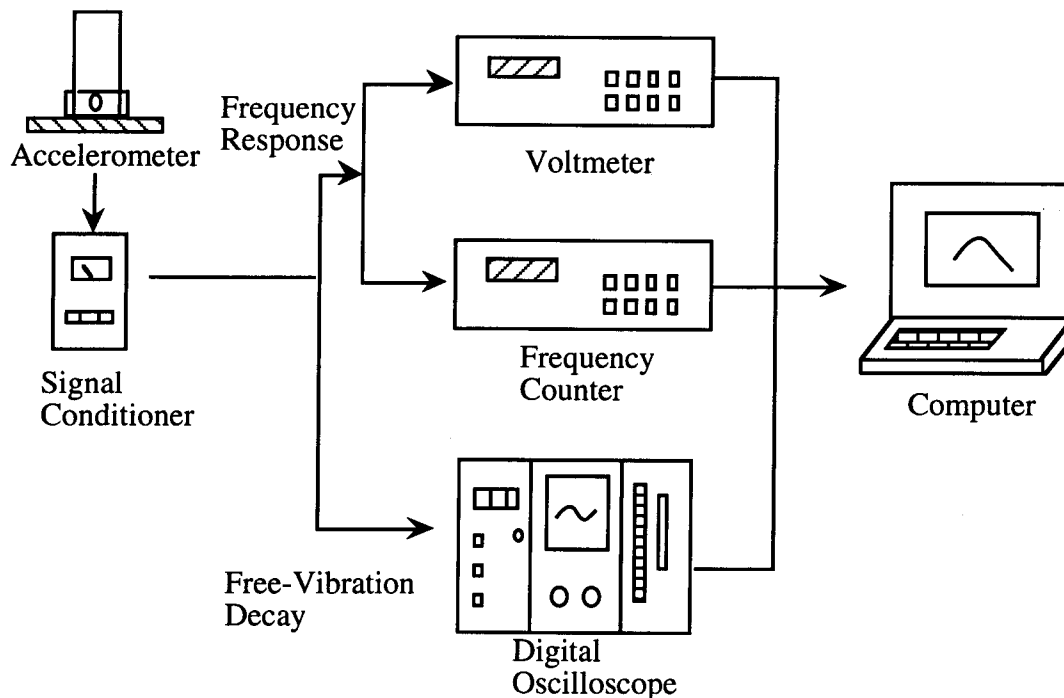 Accelerometer
Signal
Conditioner
Frequency
Response
Voltmeter
Frequency
Counter
Free-Vibration
Decay
Digital
Oscilloscope
Computer